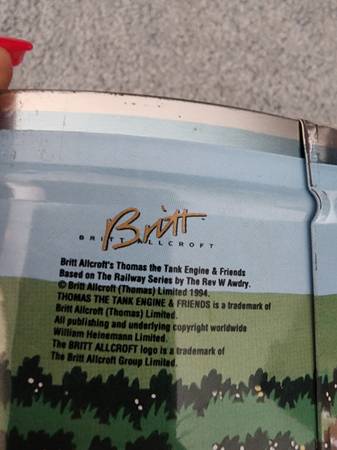 Britt
BRITT ALLCROFT
Britt Allcroft's Thomas the Tank Engine & Friends
Based on The Railway Series by The Rev W Awdry.
© Britt Allcroft (Thomas) Limited 1994.
THOMAS THE TANK ENGINE & FRIENDS is a trademark of
Britt Allcroft (Thomas) Limited.
All publishing and underlying copyright worldwide
William Heinemann Limited.
The BRITT ALLCROFT logo is a trademark of
The Britt Allcroft Group Limited.